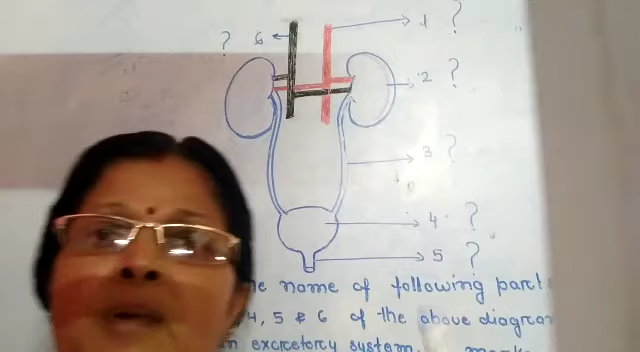 1 ?
? 6
2 ?
3 ?
4 ?
5 ?
name of following parts
4, 5 & 6 of the above diagram
excretory system.